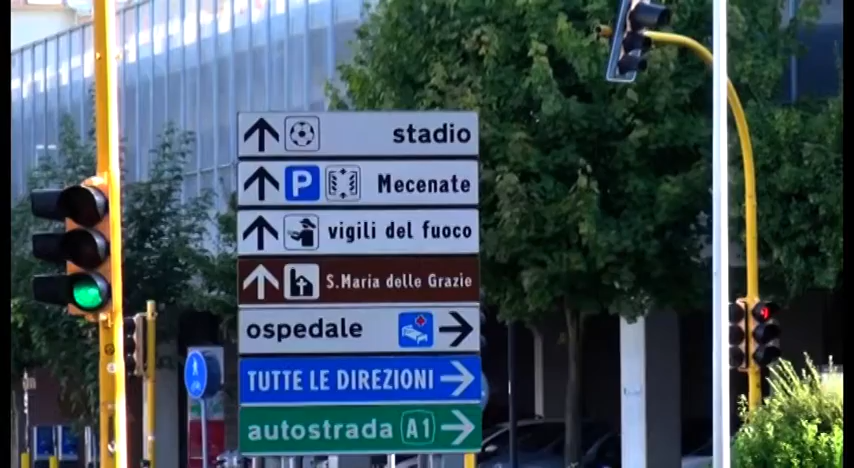 stadio
P Mecenate
vigili del fuoco
S.Maria delle Grazie
ospedale
TUTTE LE DIREZIONI
autostrada A1